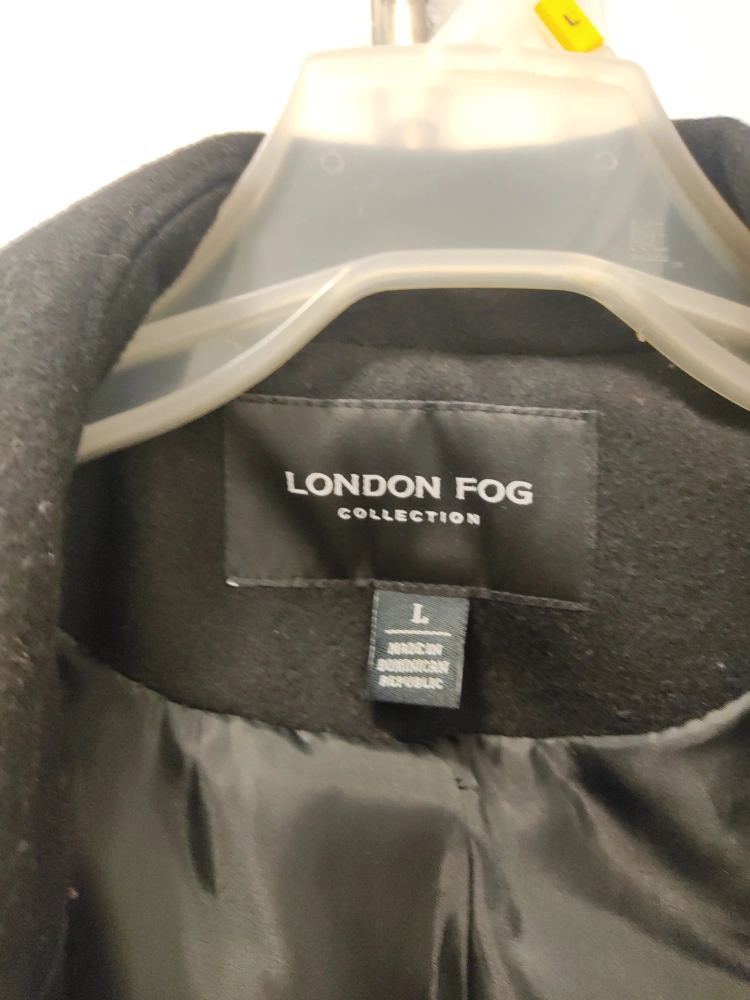 L
LONDON FOG
COLLECTION
L
MADE IN
DOMINICAN
REPUBLIC